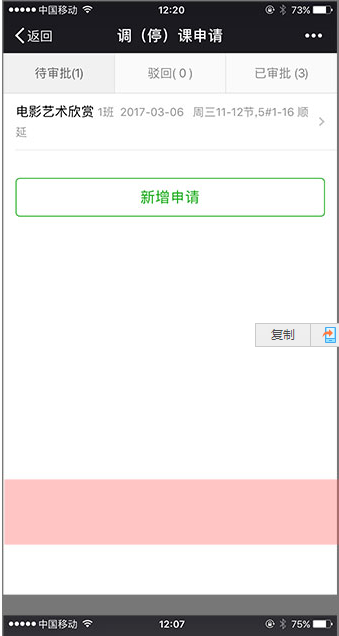 中国移动 12:20 73%
返回 调（停）课申请
待审批(1) 驳回( 0 ) 已审批 (3)
电影艺术欣赏 1班 2017-03-06 周三11-12节,5#1-16 顺
延
新增申请
复制
中国移动 12:07 75%